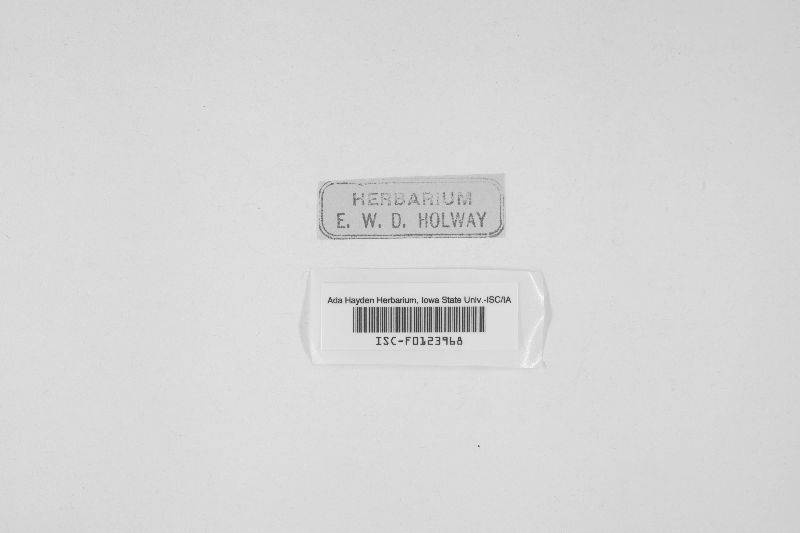 HERBARIUM
E. W. D. HOLWAY
Ada Hayden Herbarium, Iowa State Univ.-ISC/IA
ISC-F0123968